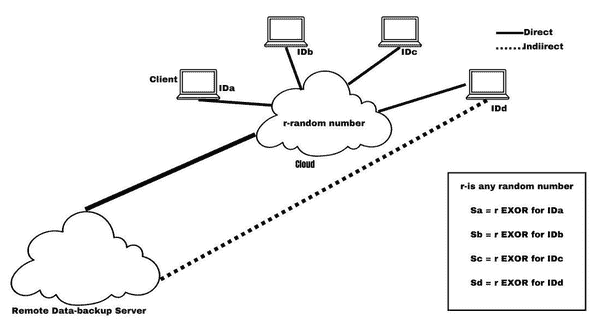 IDb
IDc
Direct
Indiirect
Client
IDa
IDd
r-random number
Cloud
r-is any random number
Sa = r EXOR for IDa
Sb = r EXOR for IDb
Sc = r EXOR for IDc
Sd = r EXOR for IDd
Remote Data-backup Server